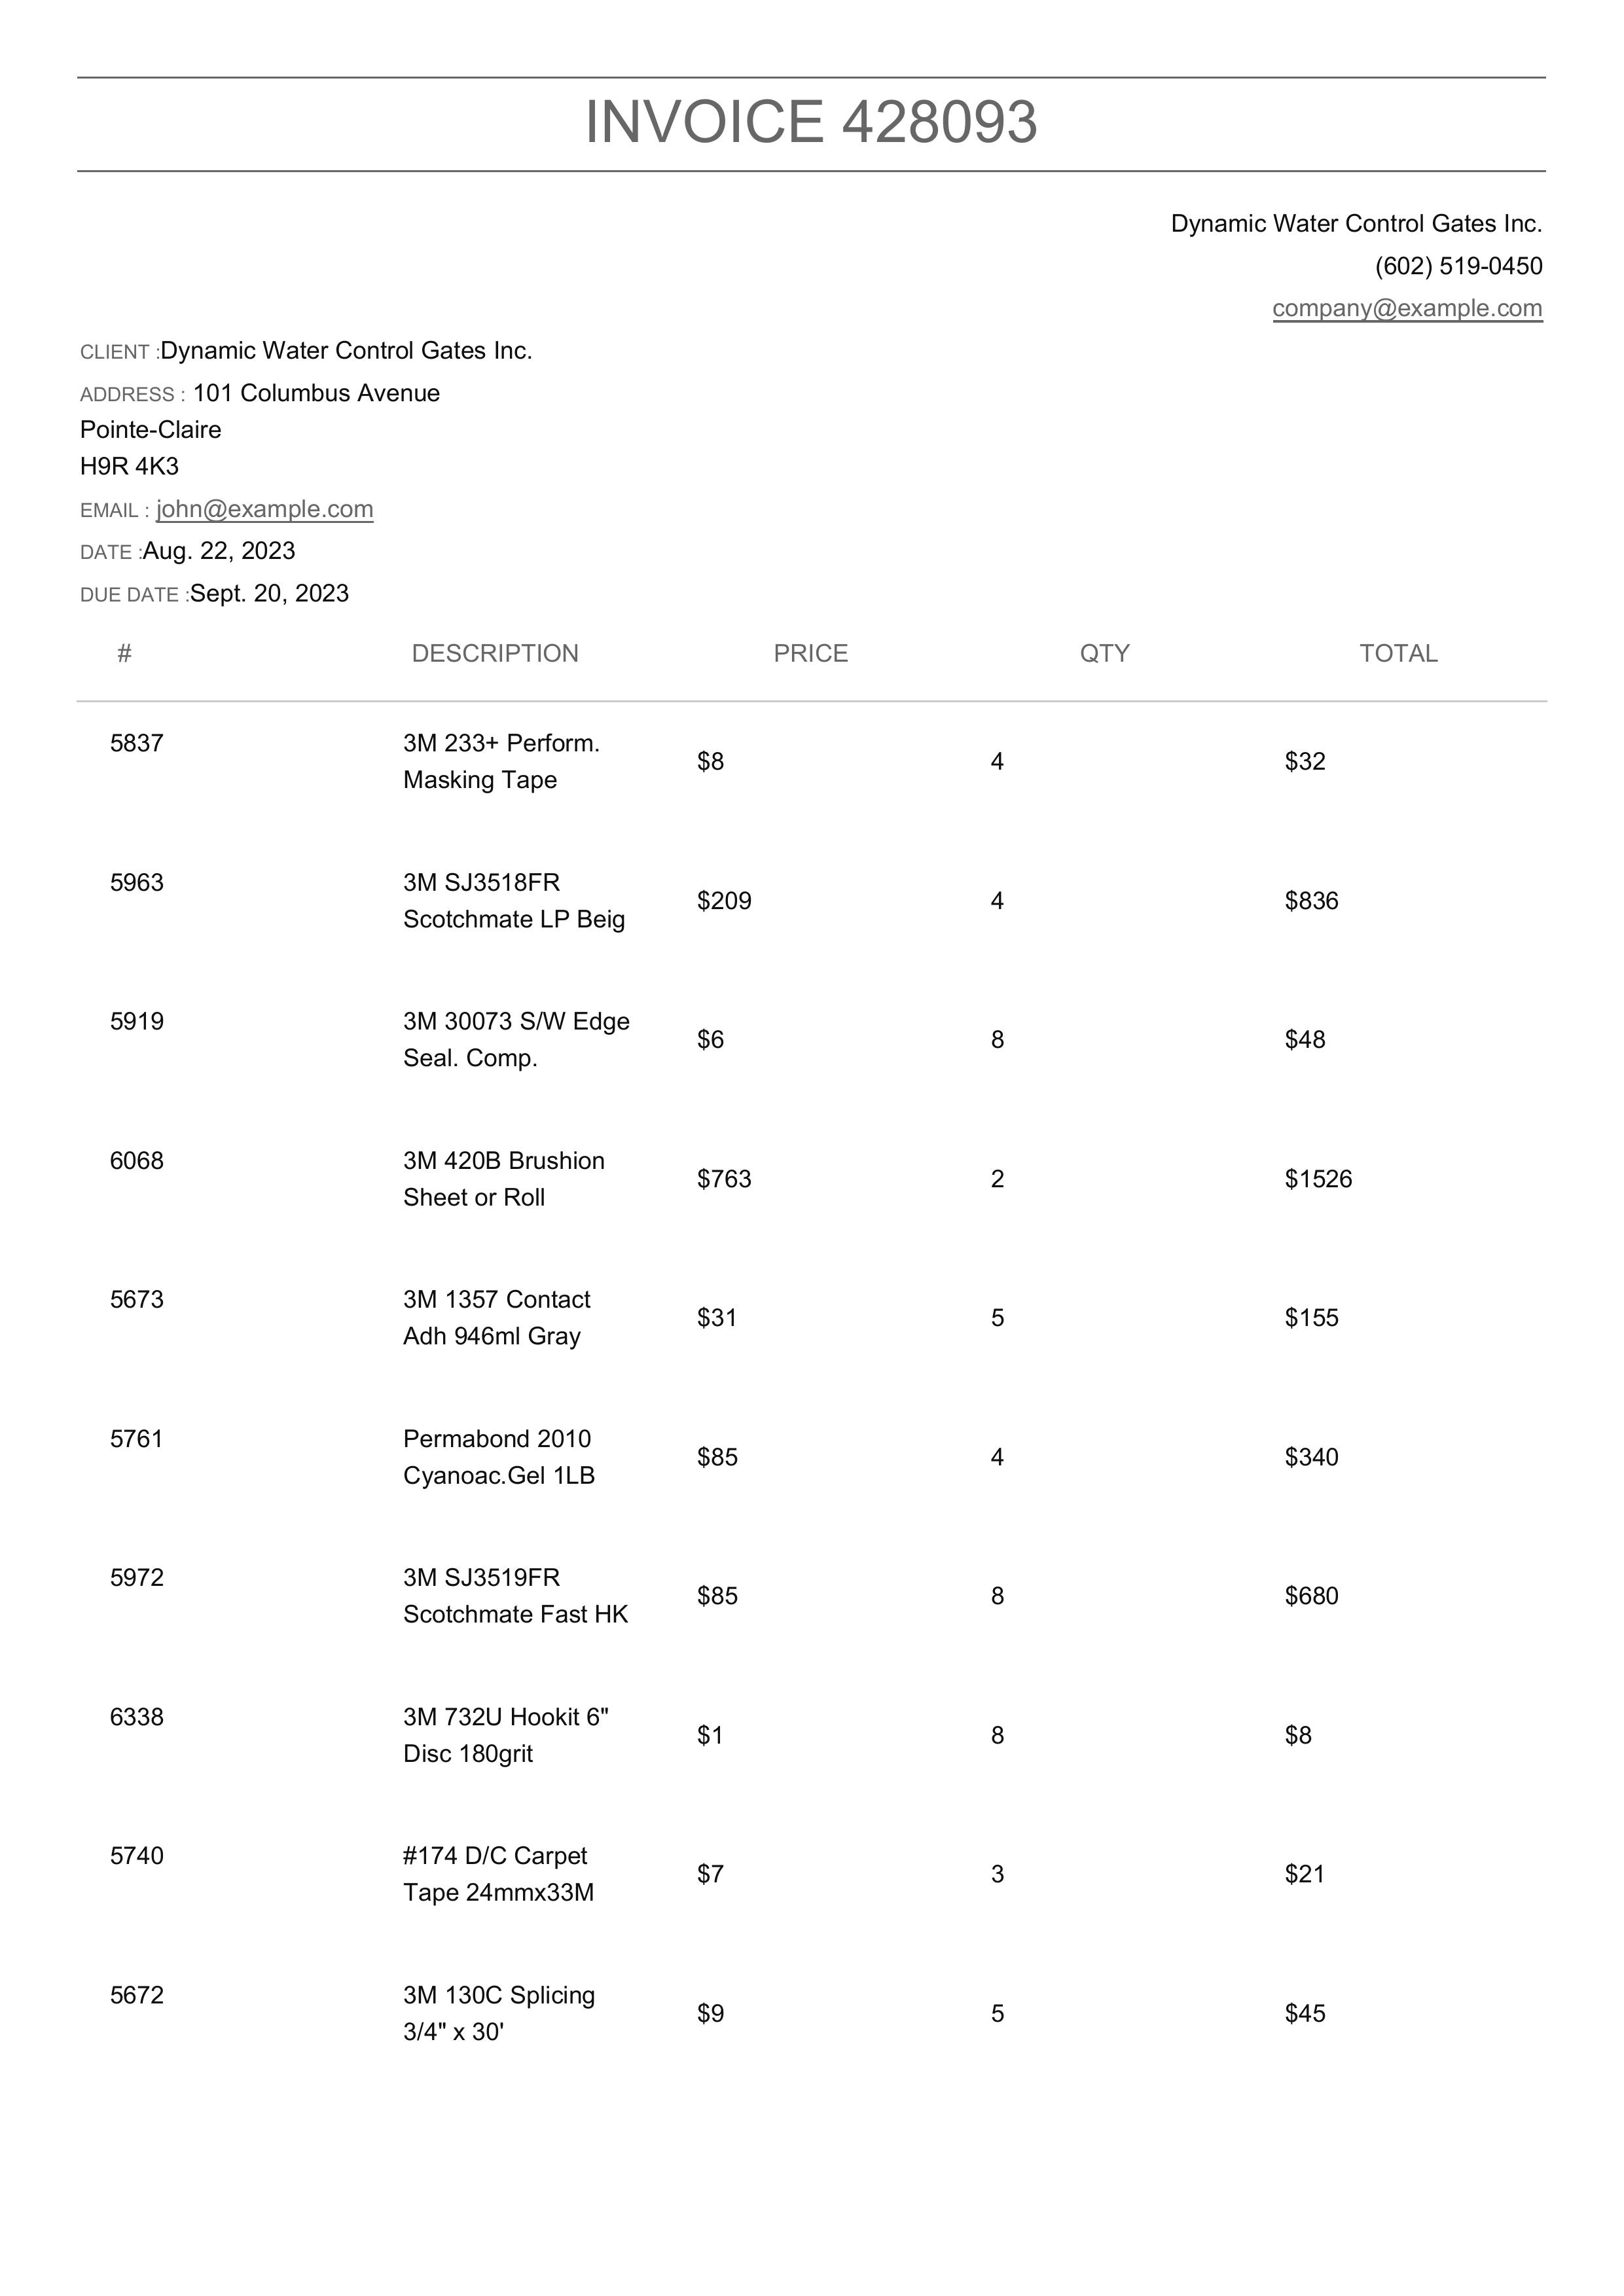 INVOICE 428093
Dynamic Water Control Gates Inc.
(602) 519-0450
company@example.com
CLIENT :Dynamic Water Control Gates Inc.
ADDRESS : 101 Columbus Avenue
Pointe-Claire
H9R 4K3
EMAIL : john@example.com
DATE :Aug. 22, 2023
DUE DATE :Sept. 20, 2023
# DESCRIPTION PRICE QTY TOTAL
5837 3M 233+ Perform.
Masking Tape $8 4 $32
5963 3M SJ3518FR
Scotchmate LP Beig $209 4 $836
5919 3M 30073 S/W Edge
Seal. Comp. $6 8 $48
6068 3M 420B Brushion
Sheet or Roll $763 2 $1526
5673 3M 1357 Contact
Adh 946ml Gray $31 5 $155
5761 Permabond 2010
Cyanoac.Gel 1LB $85 4 $340
5972 3M SJ3519FR
Scotchmate Fast HK $85 8 $680
6338 3M 732U Hookit 6"
Disc 180grit $1 8 $8
5740 #174 D/C Carpet
Tape 24mmx33M $7 3 $21
5672 3M 130C Splicing
3/4" x 30' $9 5 $45